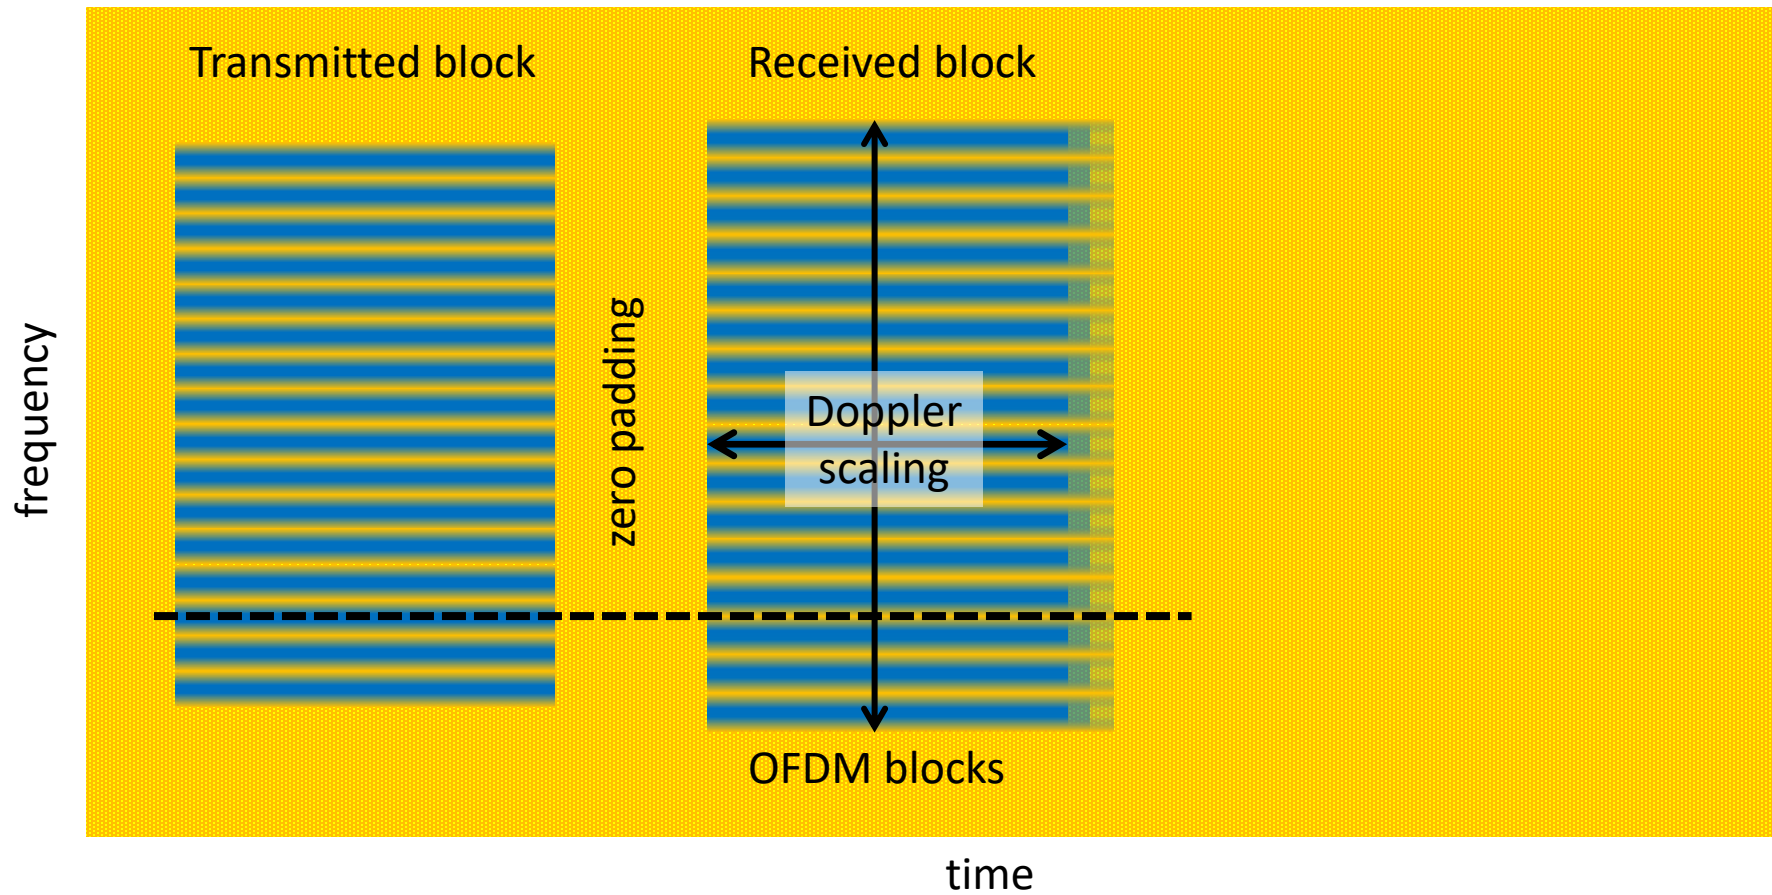 Transmitted block
Received block
frequency
zero padding
Doppler
scaling
OFDM blocks
time